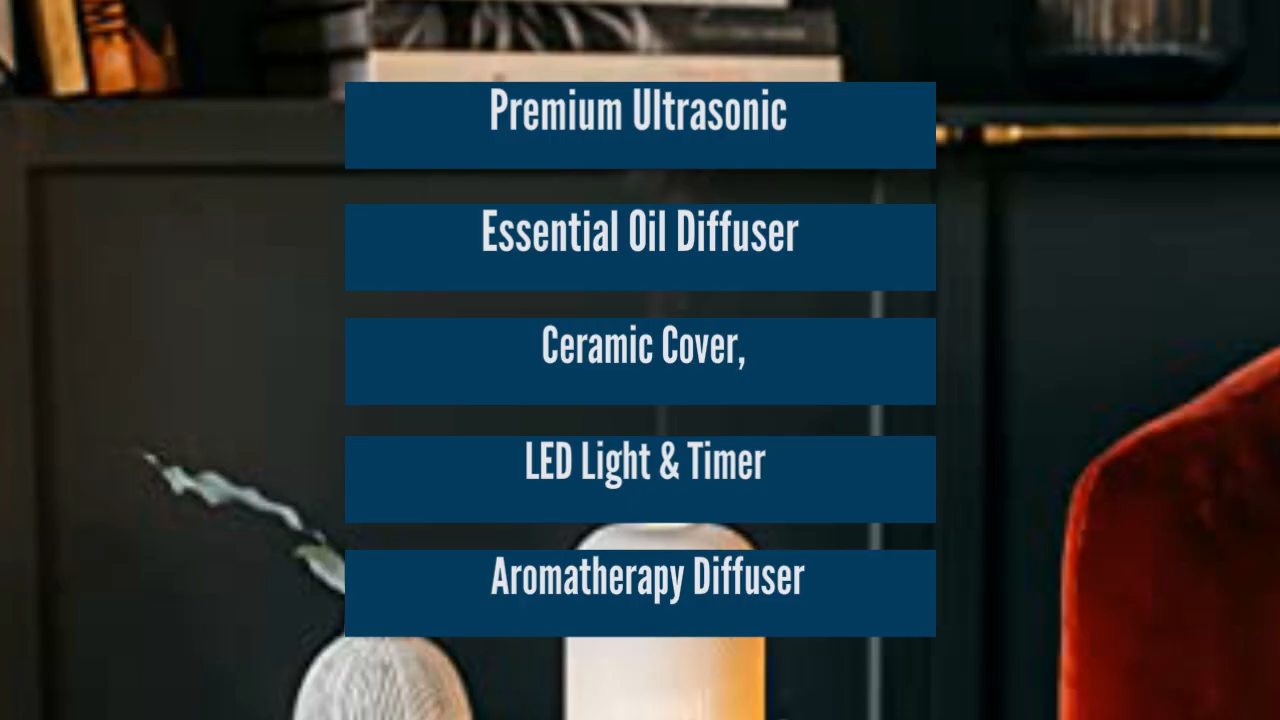 Premium Ultrasonic
Essential Oil Diffuser
Ceramic Cover,
LED Light & Timer
Aromatherapy Diffuser